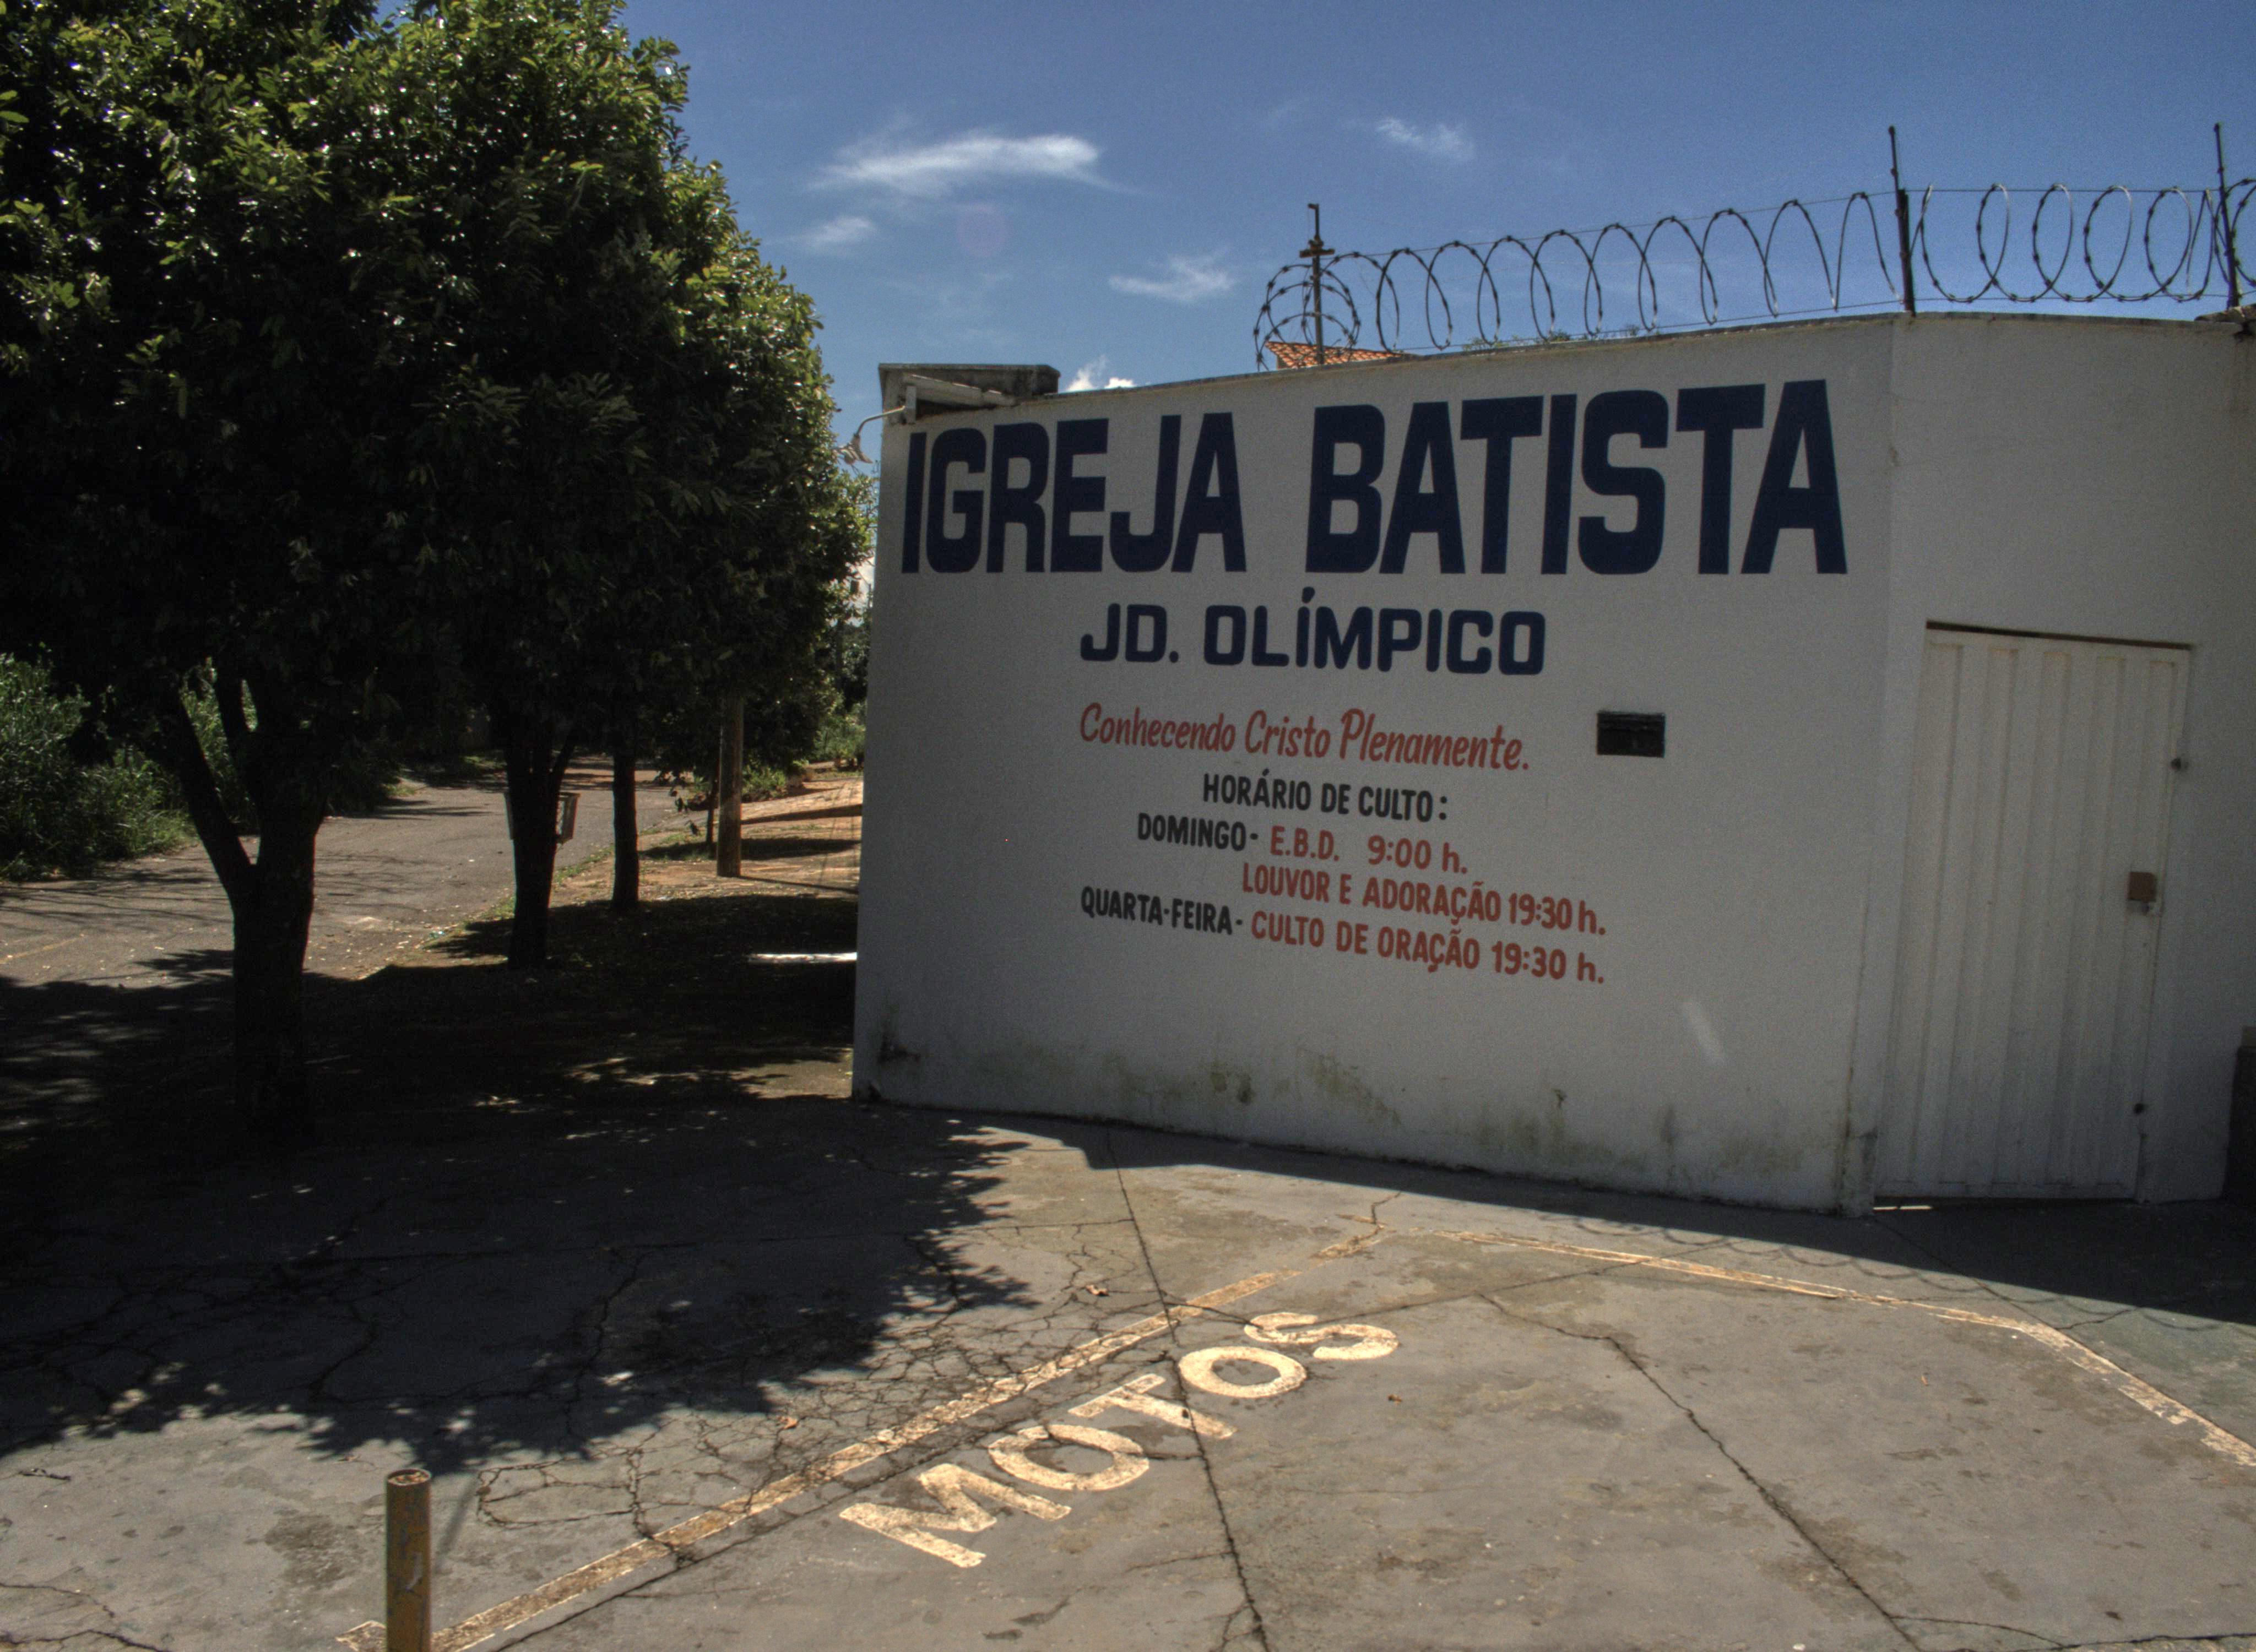 IGREJA BATISTA
JD. OLÍMPICO
Conhecendo Cristo Plenamente.
HORÁRIO DE CULTO:
DOMINGO- E.B.D. 9:00 h.
LOUVOR E ADORAÇÃO 19:30 h.
QUARTA-FEIRA- CULTO DE ORAÇÃO 19:30 h.
MOTOS